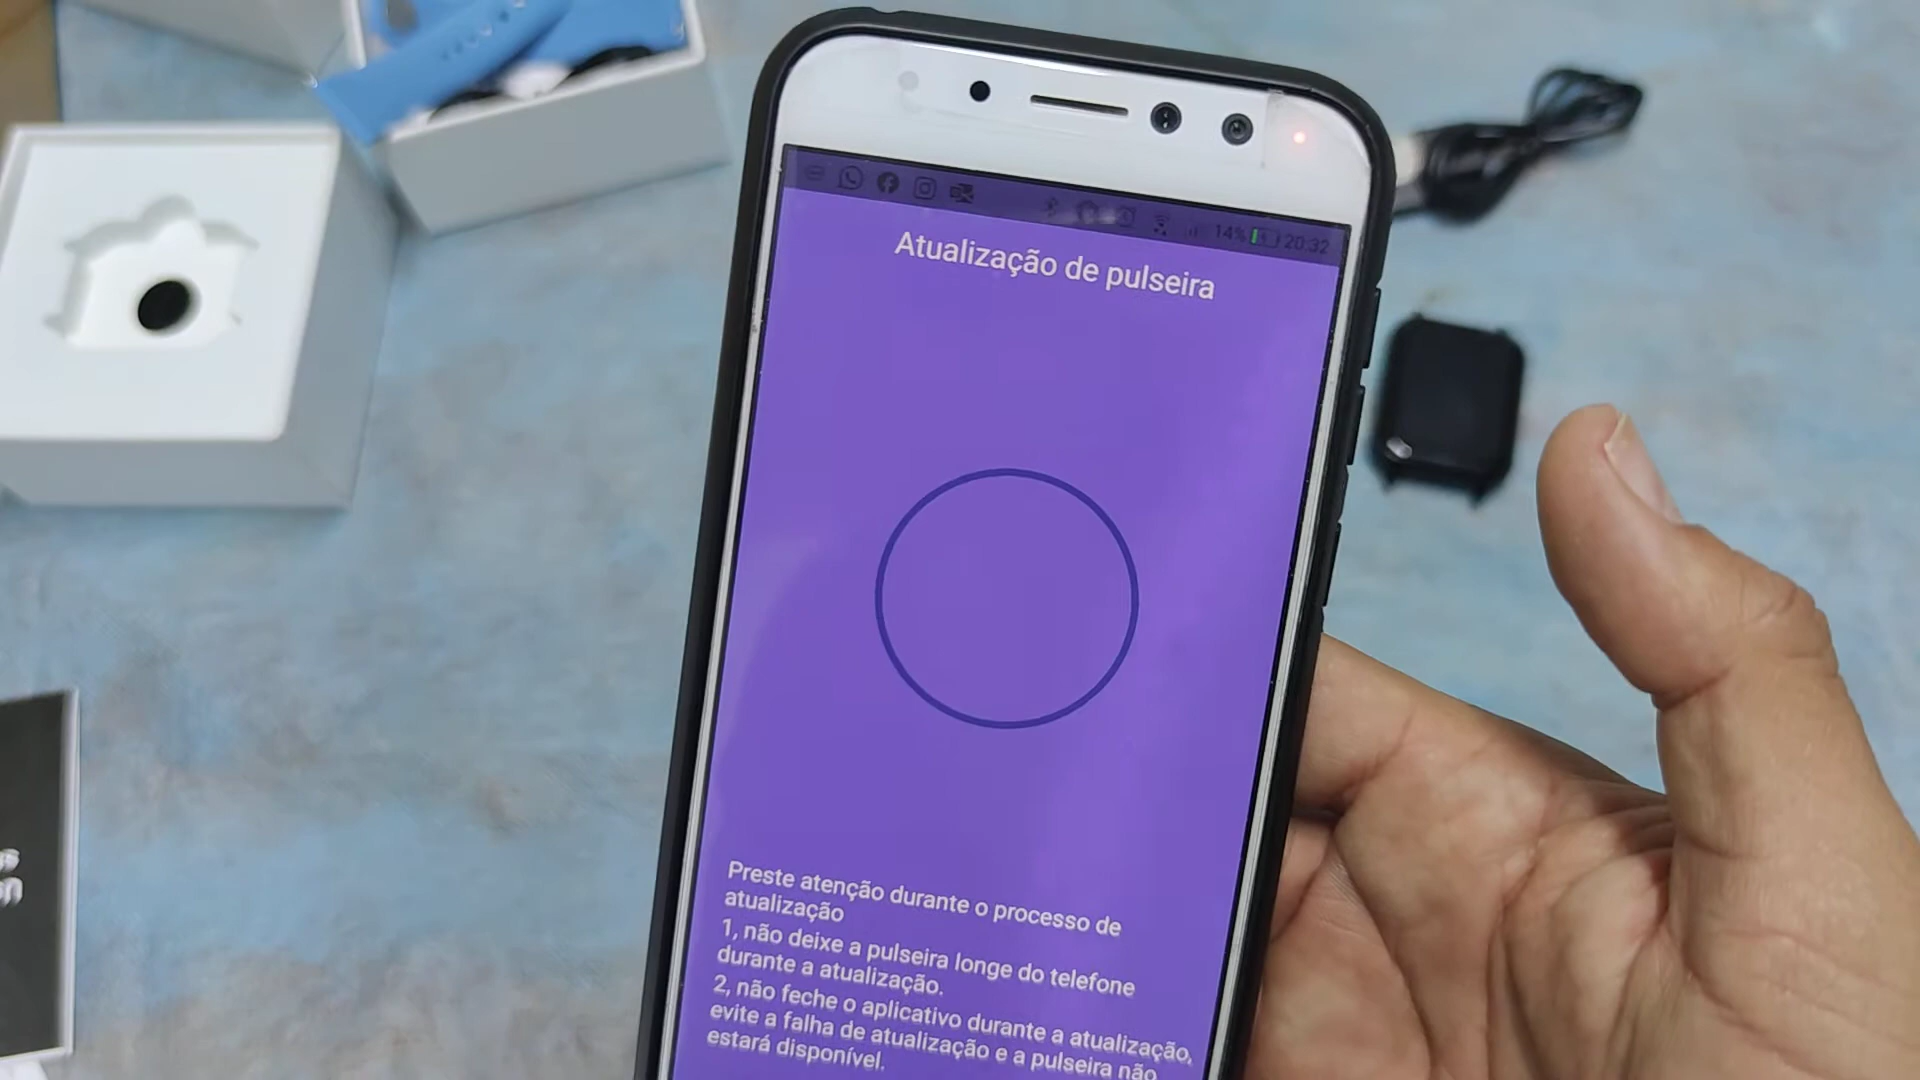 14% 20:32
Atualização de pulseira
Preste atenção durante o processo de
atualização
1, não deixe a pulseira longe do telefone
durante a atualização.
2, não feche o aplicativo durante a atualização,
evite a falha de atualização e a pulseira não
estará disponível.